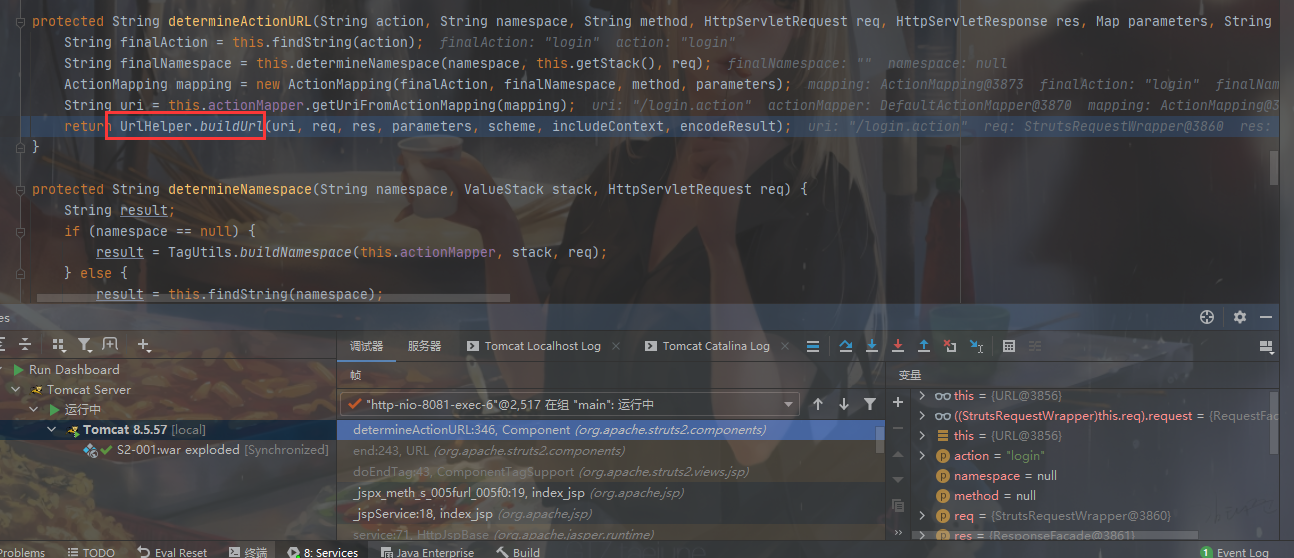 protected String determineActionURL(String action, String namespace, String method, HttpServletRequest req, HttpServletResponse res, Map parameters, String
String finalAction = this.findString(action);  finalAction: "login"  action: "login"
String finalNamespace = this.determineNamespace(namespace, this.getStack(), req);  finalNamespace: ""  namespace: null
ActionMapping mapping = new ActionMapping(finalAction, finalNamespace, method, parameters);  mapping: ActionMapping@3873  finalAction: "login"  finalNam
String uri = this.actionMapper.getUriFromActionMapping(mapping);  uri: "/login.action"  actionMapper: DefaultActionMapper@3870  mapping: ActionMapping@3
return UrlHelper.buildUrl(uri, req, res, parameters, scheme, includeContext, encodeResult);  uri: "/login.action"  req: StrutsRequestWrapper@3860  res:
}
protected String determineNamespace(String namespace, ValueStack stack, HttpServletRequest req) {
String result;
if (namespace == null) {
result = TagUtils.buildNamespace(this.actionMapper, stack, req);
} else {
result = this.findString(namespace);
es
Run Dashboard
Tomcat Server
运行中
Tomcat 8.5.57 [local]
S2-001:war exploded [Synchronized]
调试器 服务器 Tomcat Localhost Log Tomcat Catalina Log
帧
"http-nio-8081-exec-6"@2,517 在组 "main": 运行中
determineActionURL:346, Component (org.apache.struts2.components)
end:243, URL (org.apache.struts2.components)
doEndTag:43, ComponentTagSupport (org.apache.struts2.views.jsp)
_jspx_meth_s_005furl_005f0:19, index_jsp (org.apache.jsp)
_jspService:18, index_jsp (org.apache.jsp)
service:71, HttpJspBase (org.apache.jasper.runtime)
变量
this = {URL@3856}
((StrutsRequestWrapper)this.req).request = {RequestFac
this = {URL@3856}
action = "login"
namespace = null
method = null
req = {StrutsRequestWrapper@3860}
res = {ResponseFacade@3861}
Problems TODO Eval Reset 终端 8: Services Java Enterprise Build 1 Event Log